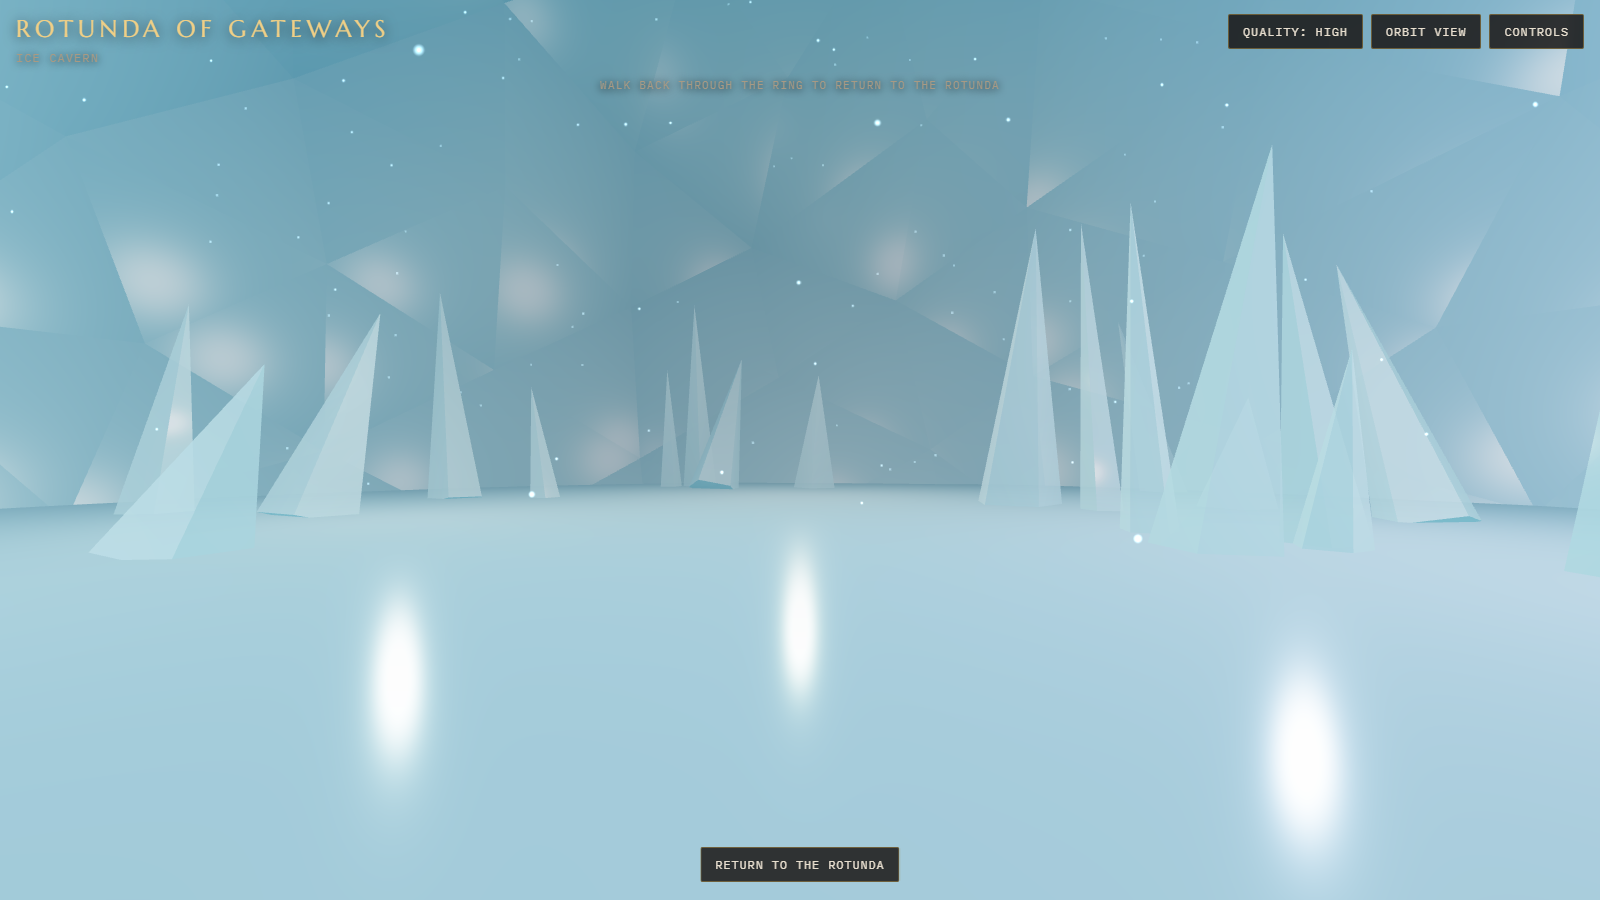 ROTUNDA OF GATEWAYS
ICE CAVERN
QUALITY: HIGH
ORBIT VIEW
CONTROLS
WALK BACK THROUGH THE RING TO RETURN TO THE ROTUNDA
RETURN TO THE ROTUNDA